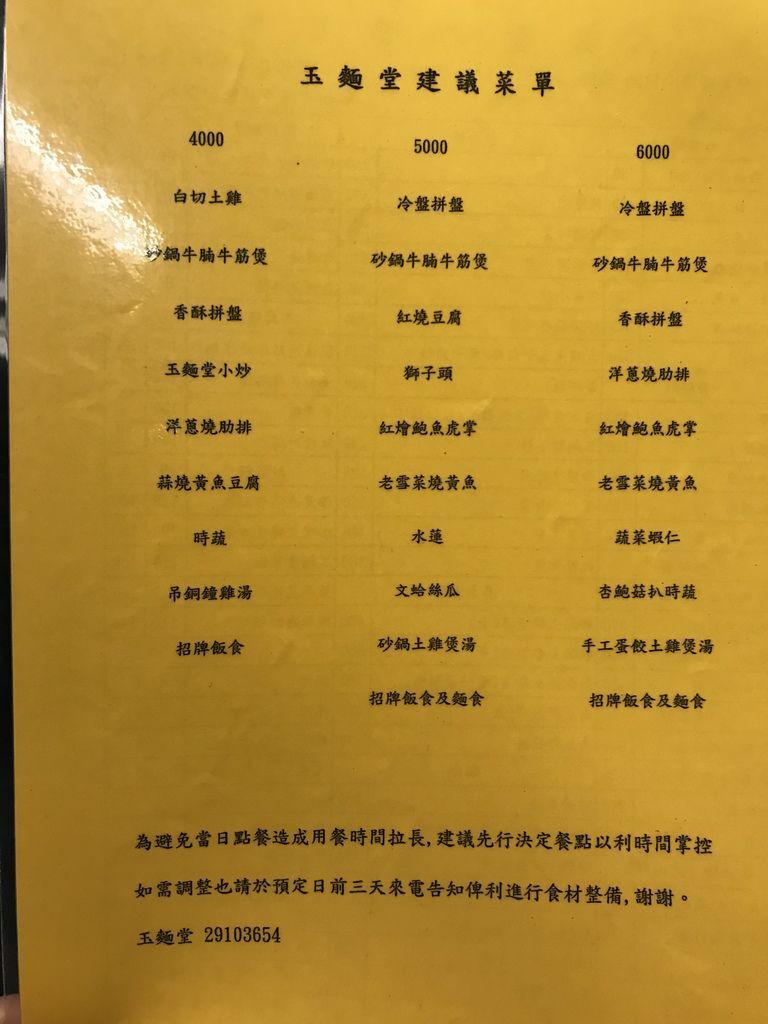 玉麵堂建議菜單
4000 5000 6000
白切土雞 冷盤拼盤 冷盤拼盤
砂鍋牛腩牛筋煲 砂鍋牛腩牛筋煲 砂鍋牛腩牛筋煲
香酥拼盤 紅燒豆腐 香酥拼盤
玉麵堂小炒 獅子頭 洋蔥燒肋排
洋蔥燒肋排 紅燴鮑魚虎掌 紅燴鮑魚虎掌
蒜燒黃魚豆腐 老雪菜燒黃魚 老雪菜燒黃魚
時蔬 水蓮 蔬菜蝦仁
吊銅鐘雞湯 文蛤絲瓜 杏鮑菇扒時蔬
招牌飯食 砂鍋土雞煲湯 手工蛋餃土雞煲湯
招牌飯食及麵食 招牌飯食及麵食
為避免當日點餐造成用餐時間拉長,建議先行決定餐點以利時間掌控
如需調整也請於預定日前三天來電告知俾利進行食材整備,謝謝。
玉麵堂 29103654